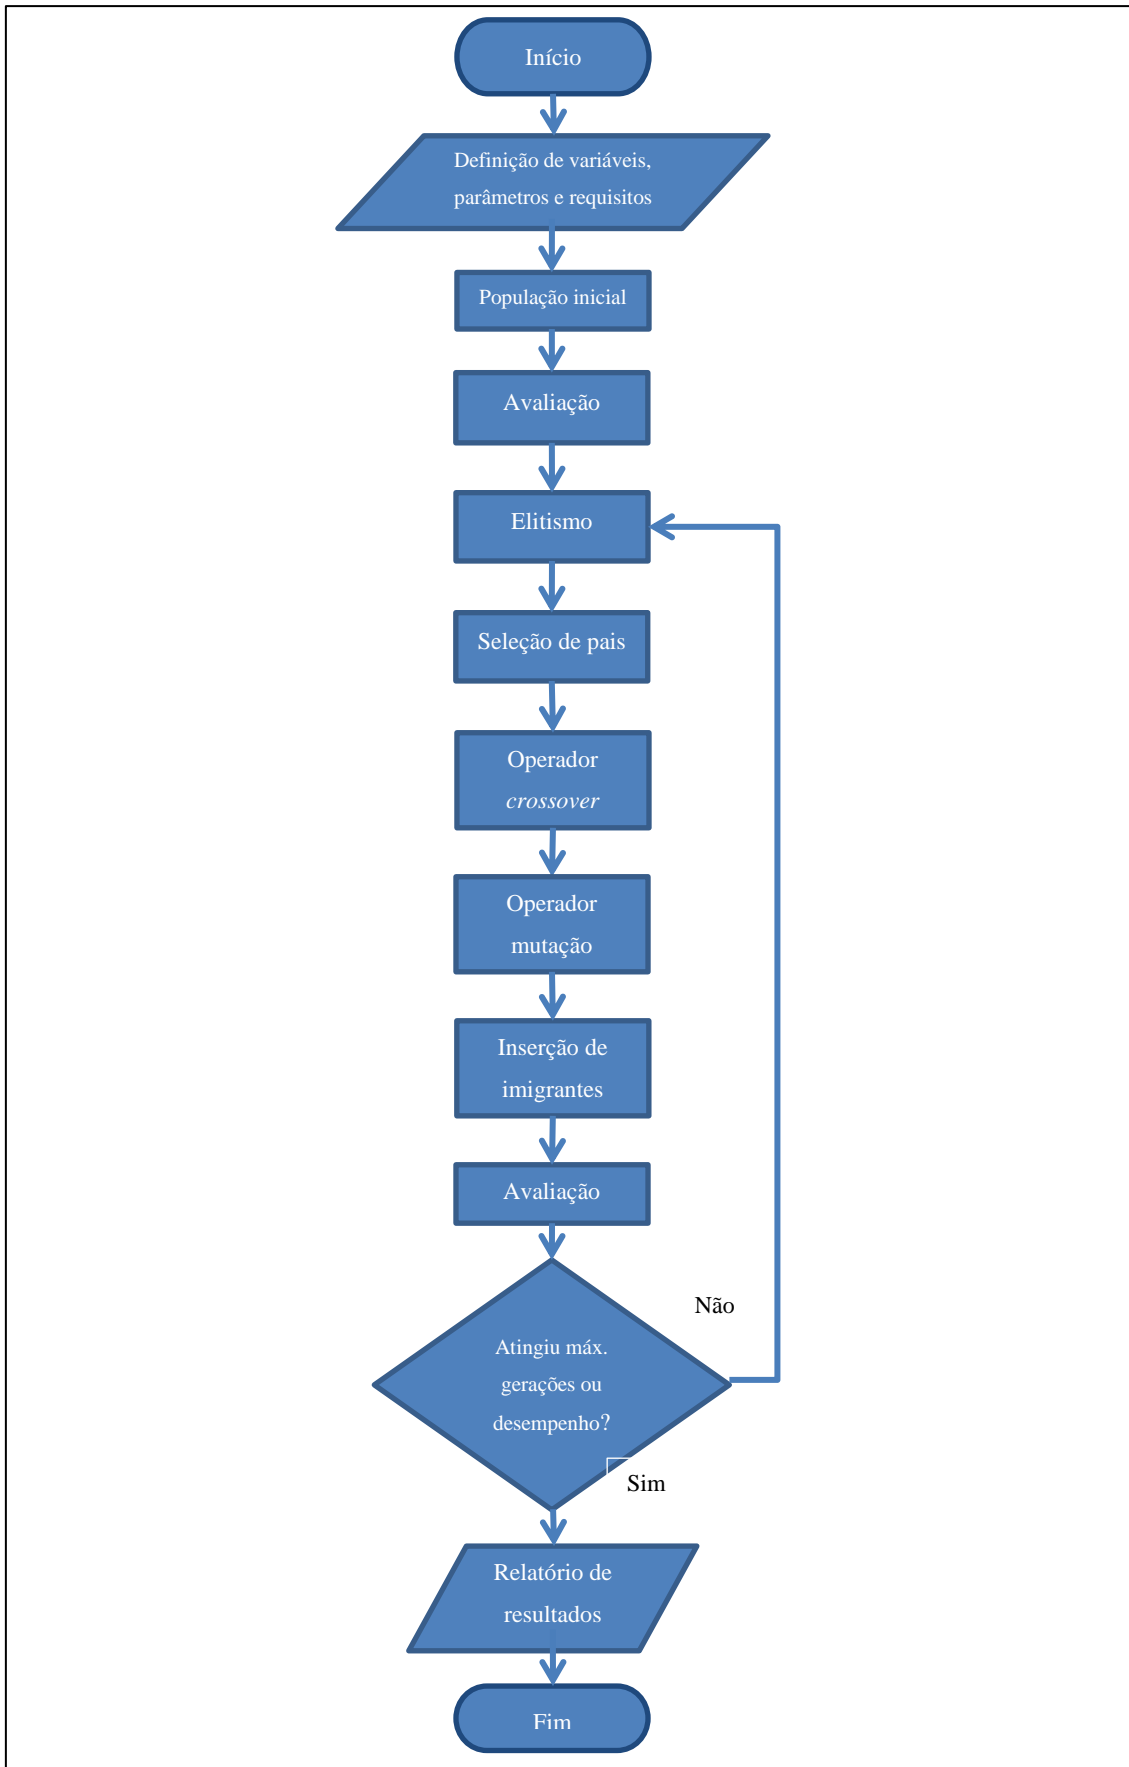 Início
Definição de variáveis,
parâmetros e requisitos
População inicial
Avaliação
Elitismo
Seleção de pais
Operador
crossover
Operador
mutação
Inserção de
imigrantes
Avaliação
Não
Atingiu máx.
gerações ou
desempenho?
Sim
Relatório de
resultados
Fim